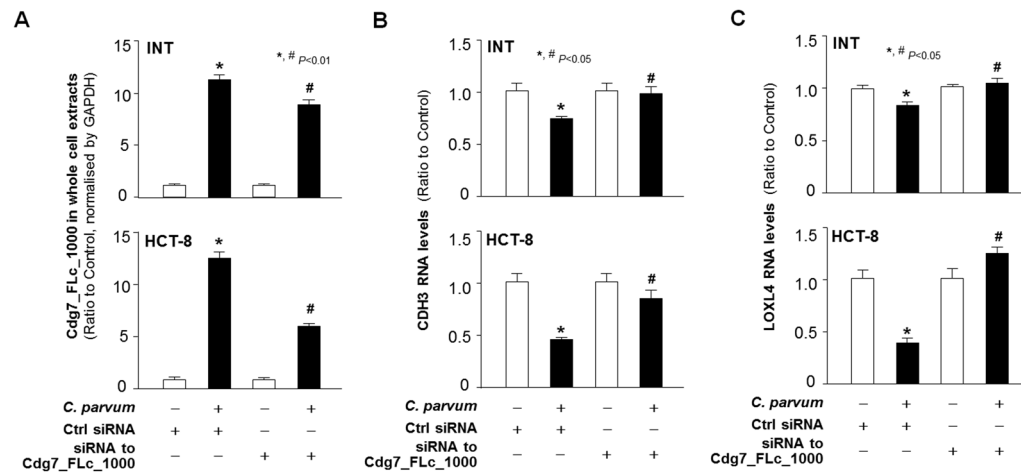 A
Cdg7_FLc_1000 in whole cell extracts
(Ratio to Control, normalised by GAPDH)
15
10
5
0
INT
*, # P<0.01
*
#
15
10
5
0
HCT-8
*
#
C. parvum – + – +
Ctrl siRNA + + – –
siRNA to
Cdg7_FLc_1000 – – + +
B
CDH3 RNA levels (Ratio to Control)
1.5
1.0
0.5
0
INT
*, # P<0.05
*
#
1.5
1.0
0.5
0
HCT-8
*
#
C. parvum – + – +
Ctrl siRNA + + – –
siRNA to
Cdg7_FLc_1000 – – + +
C
LOXL4 RNA levels (Ratio to Control)
1.5
1.0
0.5
0
INT
*, # P<0.05
*
#
1.5
1.0
0.5
0
HCT-8
*
#
C. parvum – + – +
Ctrl siRNA + + – –
siRNA to
Cdg7_FLc_1000 – – + +